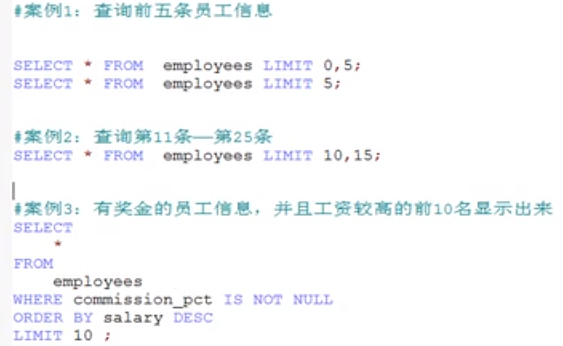 #案例1：查询前五条员工信息
SELECT * FROM  employees LIMIT 0,5;
SELECT * FROM  employees LIMIT 5;
#案例2：查询第11条——第25条
SELECT * FROM  employees LIMIT 10,15;
#案例3：有奖金的员工信息，并且工资较高的前10名显示出来
SELECT
    *
FROM
    employees
WHERE commission_pct IS NOT NULL
ORDER BY salary DESC
LIMIT 10 ;